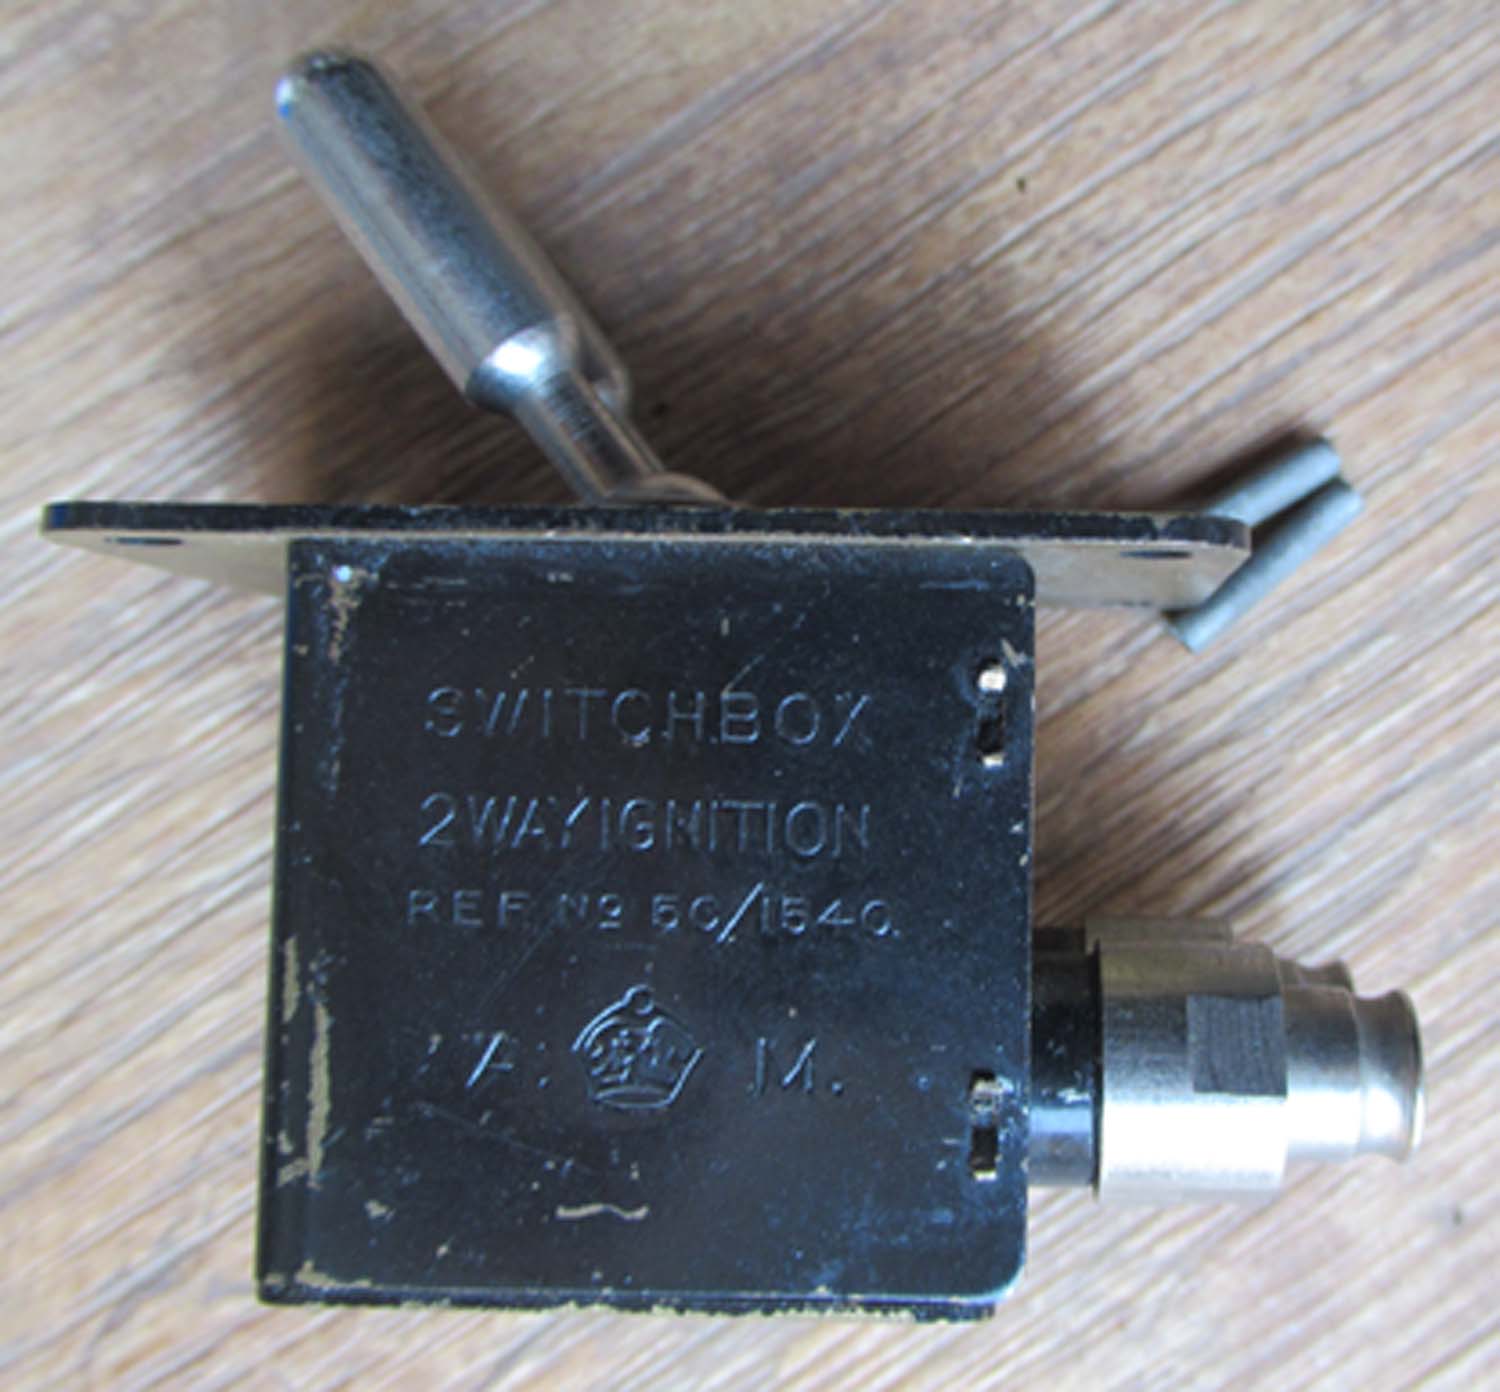 SWITCHBOX
2WAY IGNITION
REF. Nº 5C/1540.
A. M.